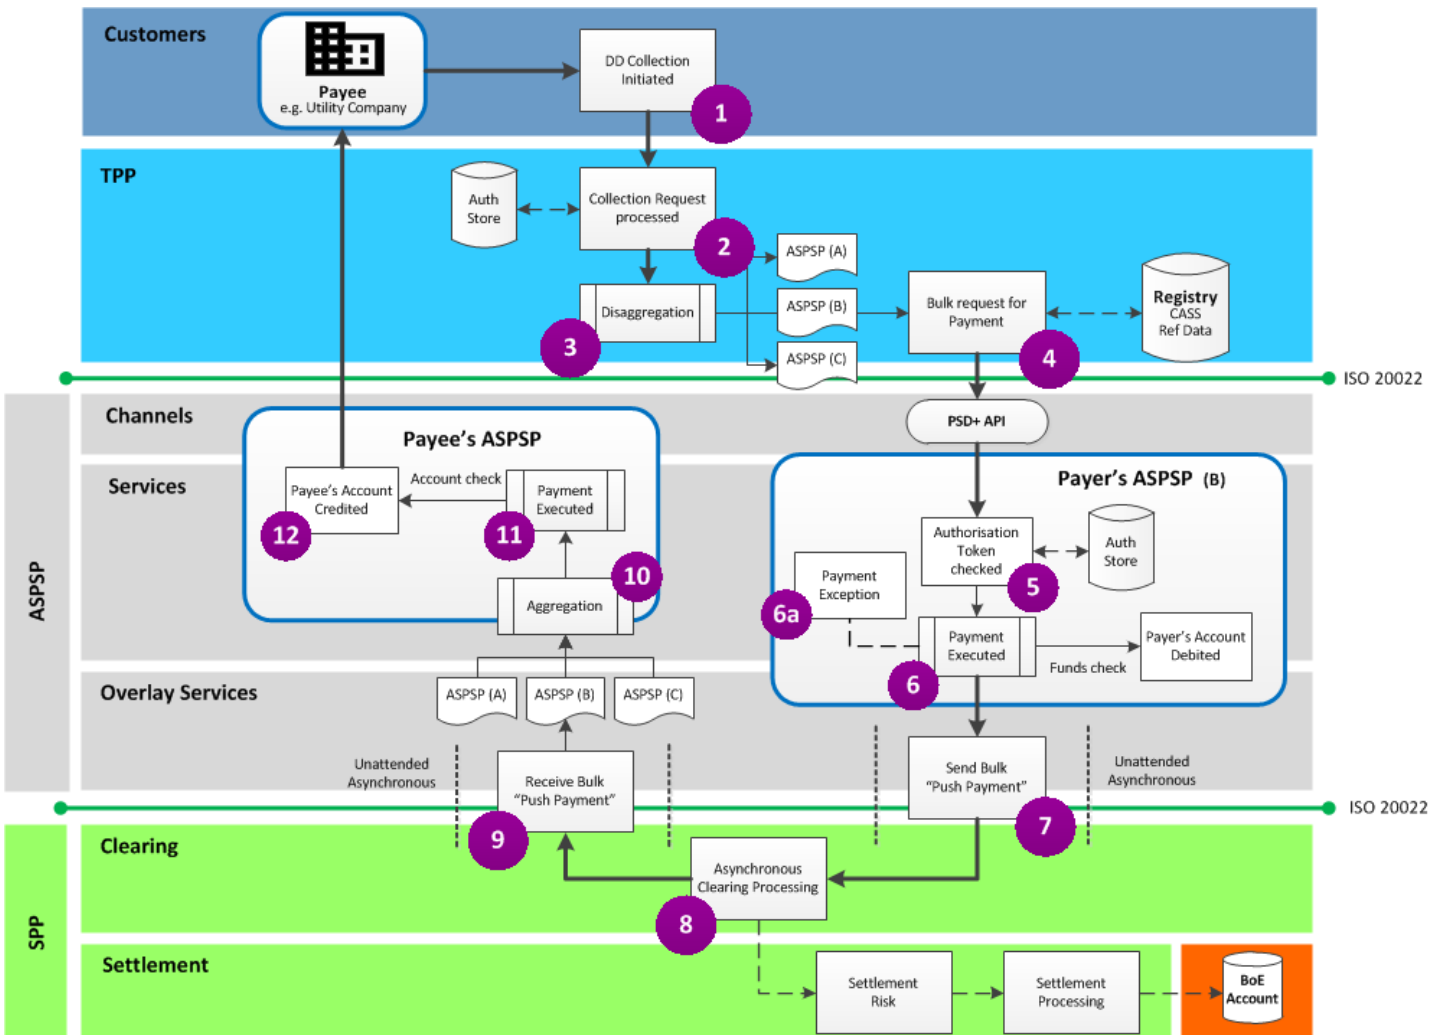 Customers
Payee
e.g. Utility Company
DD Collection
Initiated
1
TPP
Auth
Store
Collection Request
processed
2
ASPSP (A)
Disaggregation
3
ASPSP (B)
ASPSP (C)
Bulk request for
Payment
4
Registry
CASS
Ref Data
ISO 20022
ASPSP
Channels
PSD+ API
Services
Payee's ASPSP
Payee's Account
Credited
12
Account check
Payment
Executed
11
10
Aggregation
Payer's ASPSP (B)
Authorisation
Token
checked
5
Auth
Store
Payment
Exception
6a
Payment
Executed
6
Funds check
Payer's Account
Debited
Overlay Services
ASPSP (A)
ASPSP (B)
ASPSP (C)
Unattended
Asynchronous
Receive Bulk
"Push Payment"
9
Send Bulk
"Push Payment"
7
Unattended
Asynchronous
ISO 20022
SPP
Clearing
Asynchronous
Clearing Processing
8
Settlement
Settlement
Risk
Settlement
Processing
BoE
Account